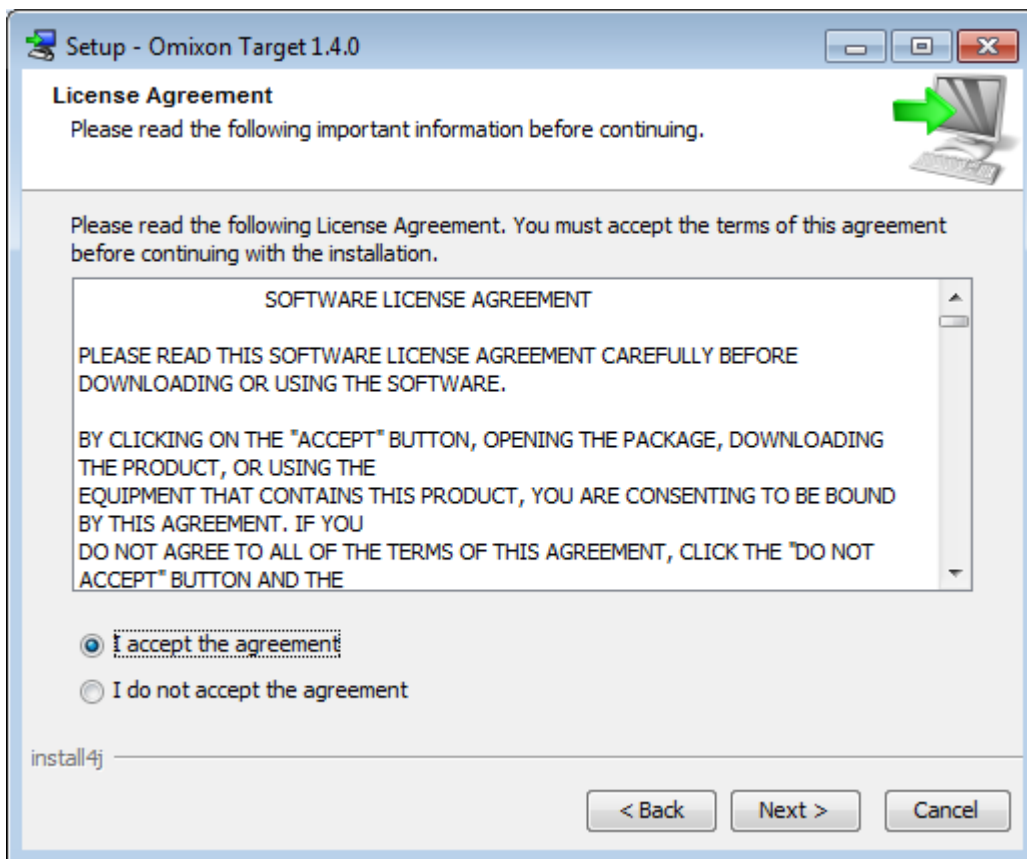 Setup - Omixon Target 1.4.0
License Agreement
Please read the following important information before continuing.
Please read the following License Agreement. You must accept the terms of this agreement
before continuing with the installation.
SOFTWARE LICENSE AGREEMENT
PLEASE READ THIS SOFTWARE LICENSE AGREEMENT CAREFULLY BEFORE
DOWNLOADING OR USING THE SOFTWARE.
BY CLICKING ON THE "ACCEPT" BUTTON, OPENING THE PACKAGE, DOWNLOADING
THE PRODUCT, OR USING THE
EQUIPMENT THAT CONTAINS THIS PRODUCT, YOU ARE CONSENTING TO BE BOUND
BY THIS AGREEMENT. IF YOU
DO NOT AGREE TO ALL OF THE TERMS OF THIS AGREEMENT, CLICK THE "DO NOT
ACCEPT" BUTTON AND THE
I accept the agreement
I do not accept the agreement
install4j
< Back
Next >
Cancel